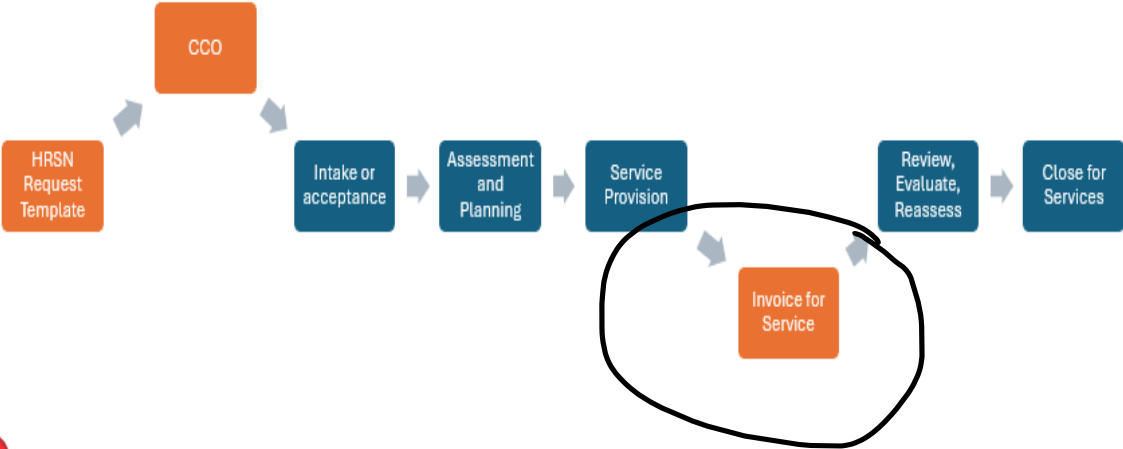 CCO
HRSN
Request
Template
Intake or
acceptance
Assessment
and
Planning
Service
Provision
Invoice for
Service
Review,
Evaluate,
Reassess
Close for
Services